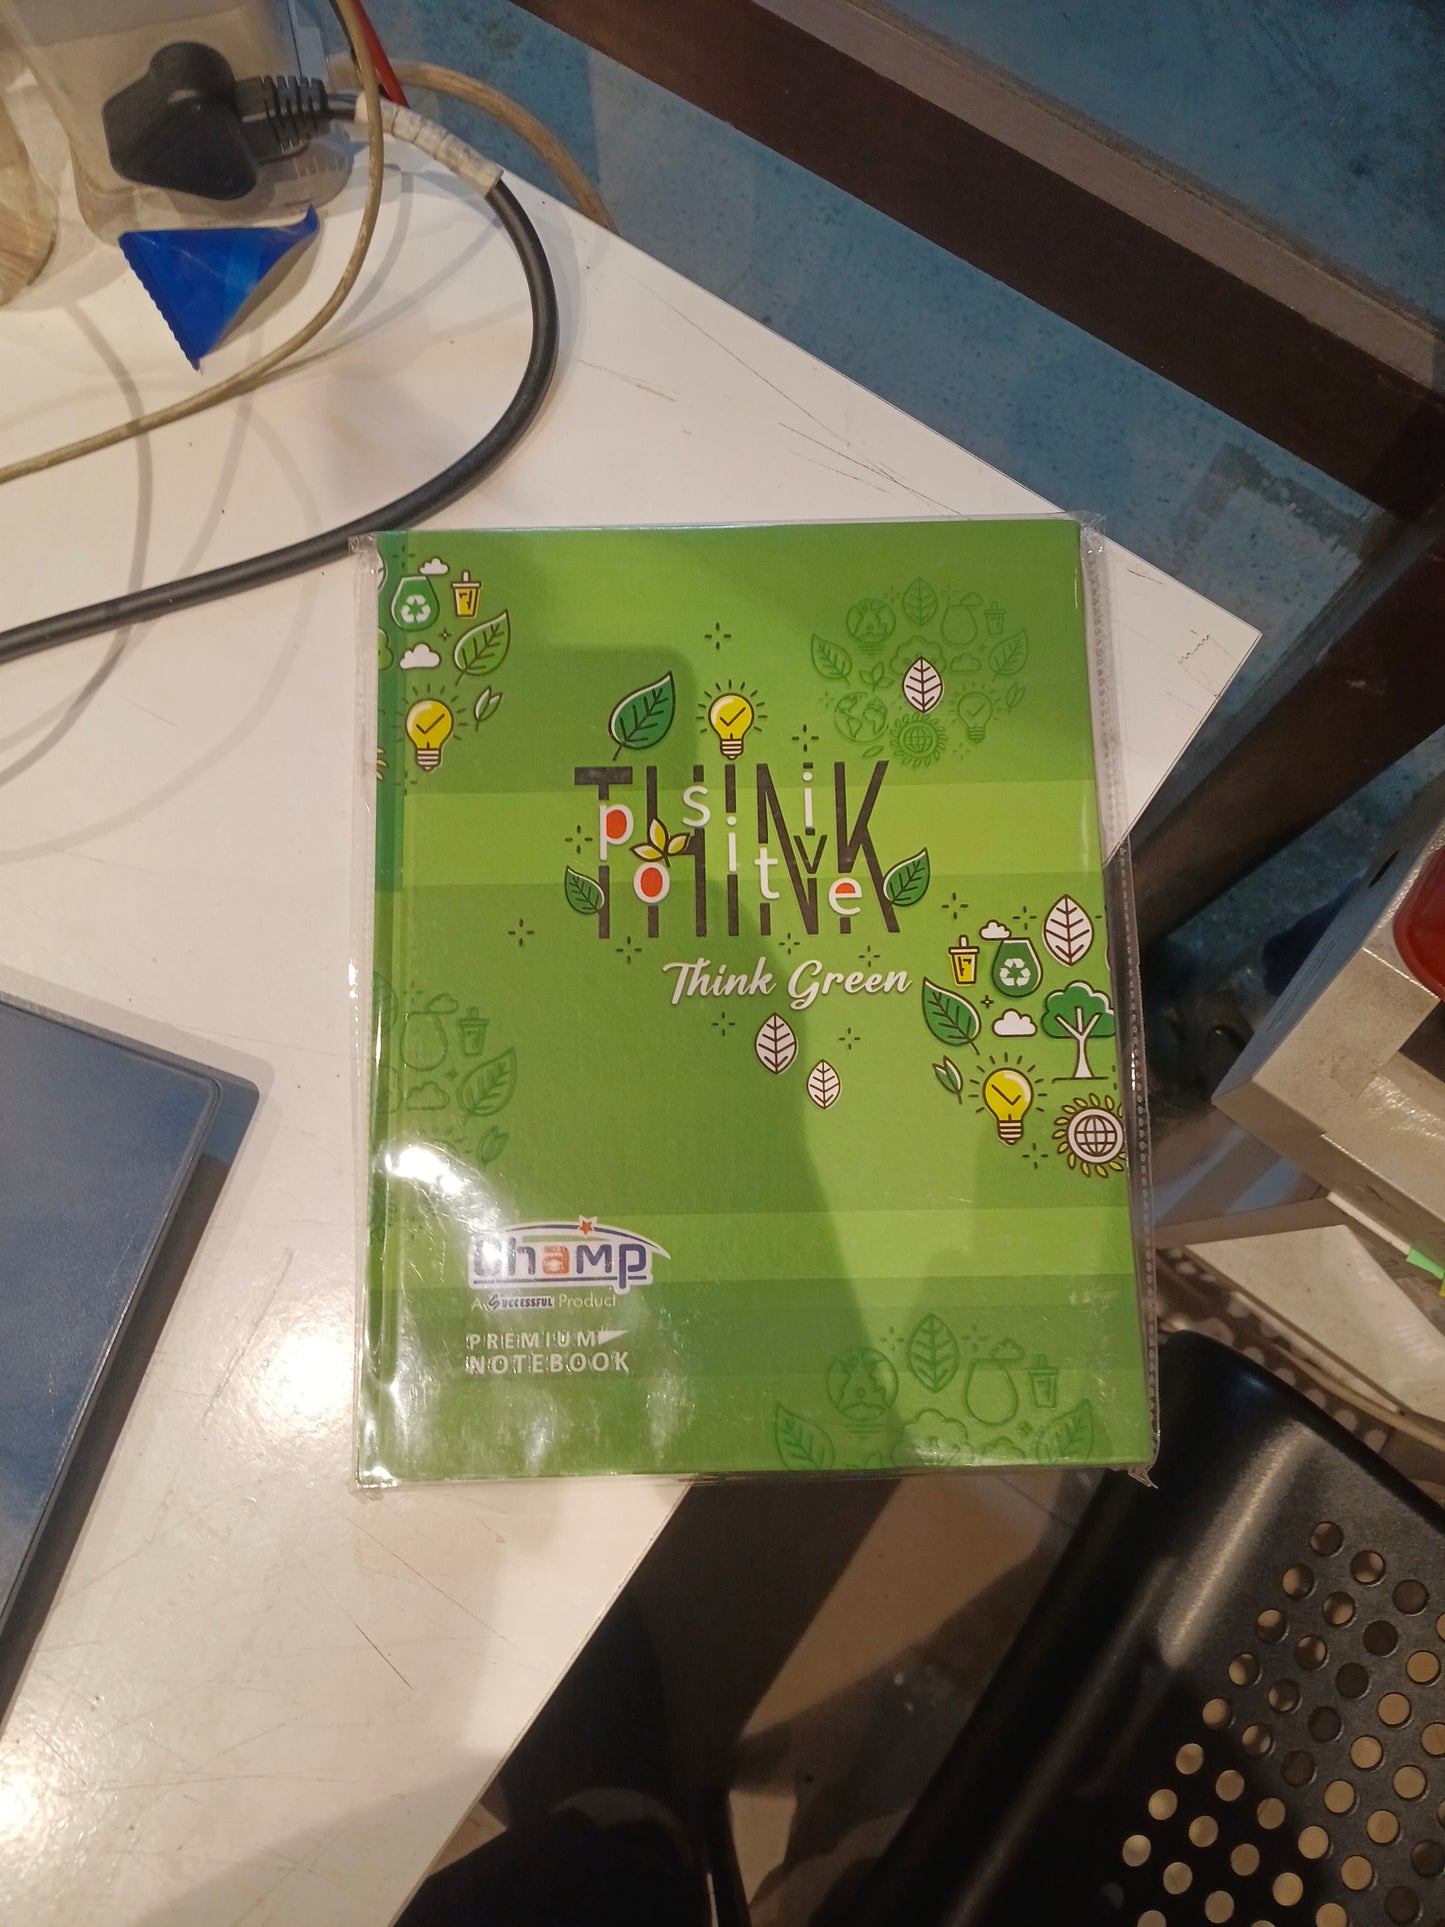 THINK
positive
Think Green
Champ
A SUCCESSFUL Product
PREMIUM
NOTEBOOK